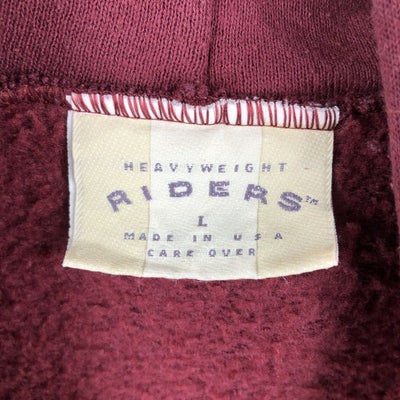 HEAVYWEIGHT
RIDERS™
L
MADE IN USA
CARE OVER